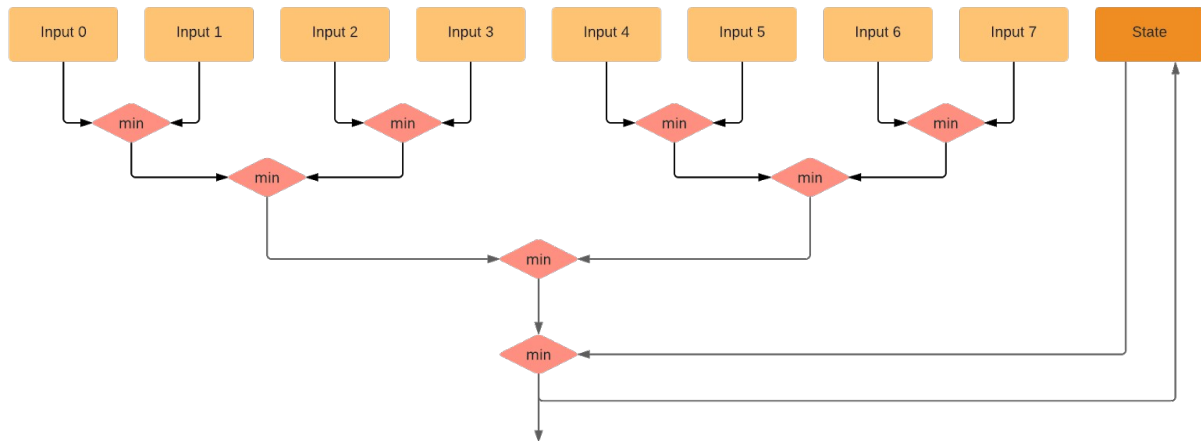 Input 0
Input 1
Input 2
Input 3
Input 4
Input 5
Input 6
Input 7
State
min
min
min
min
min
min
min
min